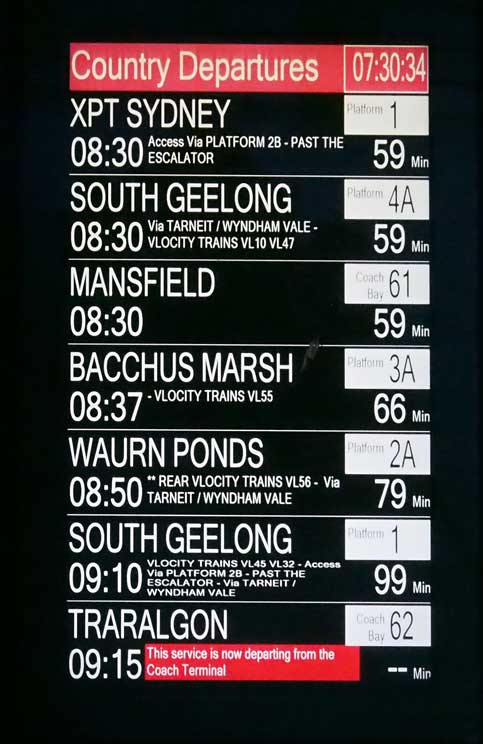 Country Departures 07:30:34
XPT SYDNEY Platform 1
08:30 Access Via PLATFORM 2B - PAST THE
ESCALATOR 59 Min
SOUTH GEELONG Platform 4A
08:30 Via TARNEIT / WYNDHAM VALE -
VLOCITY TRAINS VL10 VL47 59 Min
MANSFIELD Coach
Bay 61
08:30 59 Min
BACCHUS MARSH Platform 3A
08:37 - VLOCITY TRAINS VL55 66 Min
WAURN PONDS Platform 2A
08:50 ** REAR VLOCITY TRAINS VL56 - Via
TARNEIT / WYNDHAM VALE 79 Min
SOUTH GEELONG Platform 1
09:10 VLOCITY TRAINS VL45 VL32 - Access
Via PLATFORM 2B - PAST THE
ESCALATOR - Via TARNEIT /
WYNDHAM VALE 99 Min
TRARALGON Coach
Bay 62
09:15 This service is now departing from the
Coach Terminal -- Min